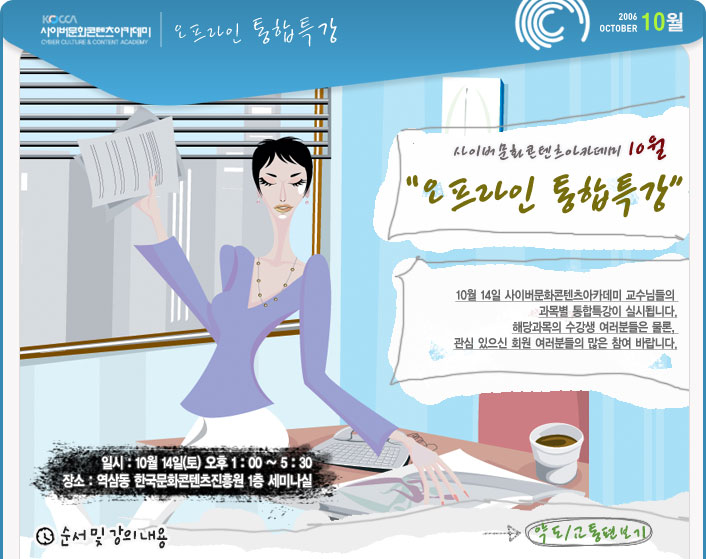 KOCCA
사이버문화콘텐츠아카데미
CYBER CULTURE & CONTENT ACADEMY
오프라인 통합특강
2006
OCTOBER 10월
사이버문화콘텐츠아카데미 10월
"오프라인 통합특강"
10월 14일 사이버문화콘텐츠아카데미 교수님들의
과목별 통합특강이 실시됩니다.
해당과목의 수강생 여러분들은 물론,
관심 있으신 회원 여러분들의 많은 참여 바랍니다.
일시 : 10월 14일(토) 오후 1 : 00 ~ 5 : 30
장소 : 역삼동 한국문화콘텐츠진흥원 1층 세미나실
순서 및 강의내용
약도/교통편보기